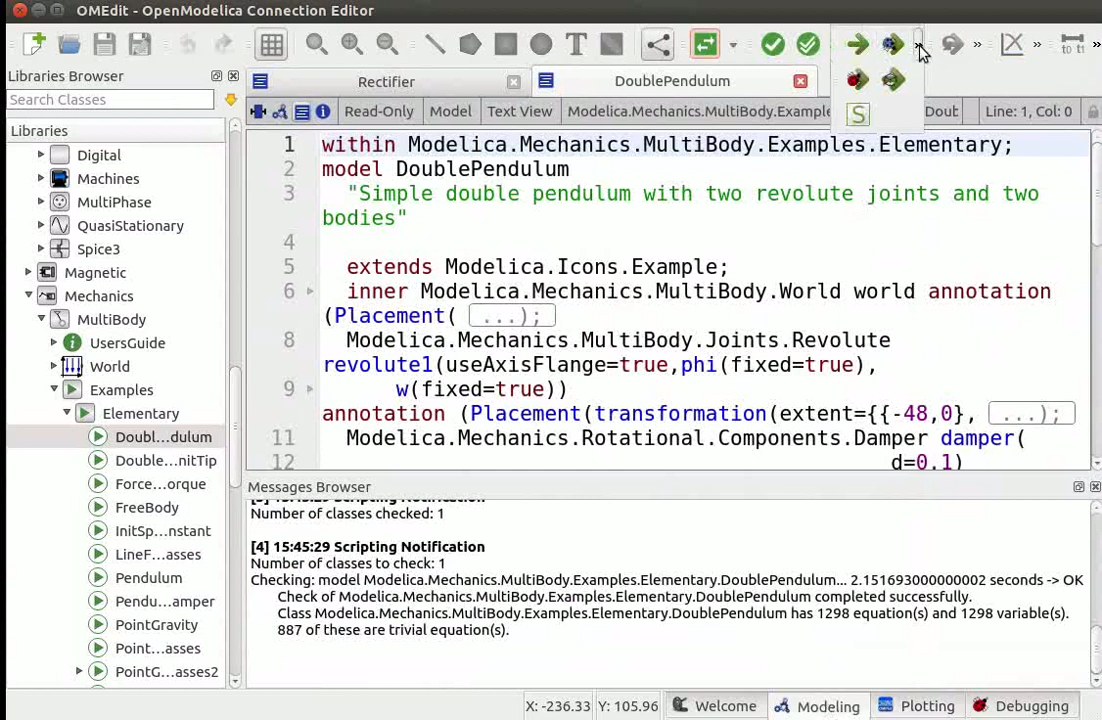 OMEdit - OpenModelica Connection Editor
Libraries Browser
Search Classes
Libraries
Digital
Machines
MultiPhase
QuasiStationary
Spice3
Magnetic
Mechanics
MultiBody
UsersGuide
World
Examples
Elementary
Doubl...dulum
Double...nitTip
Force...orque
FreeBody
InitSp...nstant
LineF...asses
Pendulum
Pendu...amper
PointGravity
Point...asses
PointG...asses2
Rectifier
DoublePendulum
Read-Only Model Text View Modelica.Mechanics.MultiBody.Example Dout Line: 1, Col: 0
1 within Modelica.Mechanics.MultiBody.Examples.Elementary;
2 model DoublePendulum
3 "Simple double pendulum with two revolute joints and two
bodies"
4
5 extends Modelica.Icons.Example;
6 inner Modelica.Mechanics.MultiBody.World world annotation
(Placement( ...);
8 Modelica.Mechanics.MultiBody.Joints.Revolute
revolute1(useAxisFlange=true,phi(fixed=true),
9 w(fixed=true))
annotation (Placement(transformation(extent={{-48,0}, ...);
11 Modelica.Mechanics.Rotational.Components.Damper damper(
12 d=0.1)
Messages Browser
Number of classes checked: 1
[4] 15:45:29 Scripting Notification
Number of classes to check: 1
Checking: model Modelica.Mechanics.MultiBody.Examples.Elementary.DoublePendulum... 2.151693000000002 seconds -> OK
Check of Modelica.Mechanics.MultiBody.Examples.Elementary.DoublePendulum completed successfully.
Class Modelica.Mechanics.MultiBody.Examples.Elementary.DoublePendulum has 1298 equation(s) and 1298 variable(s).
887 of these are trivial equation(s).
X: -236.33 Y: 105.96 Welcome Modeling Plotting Debugging